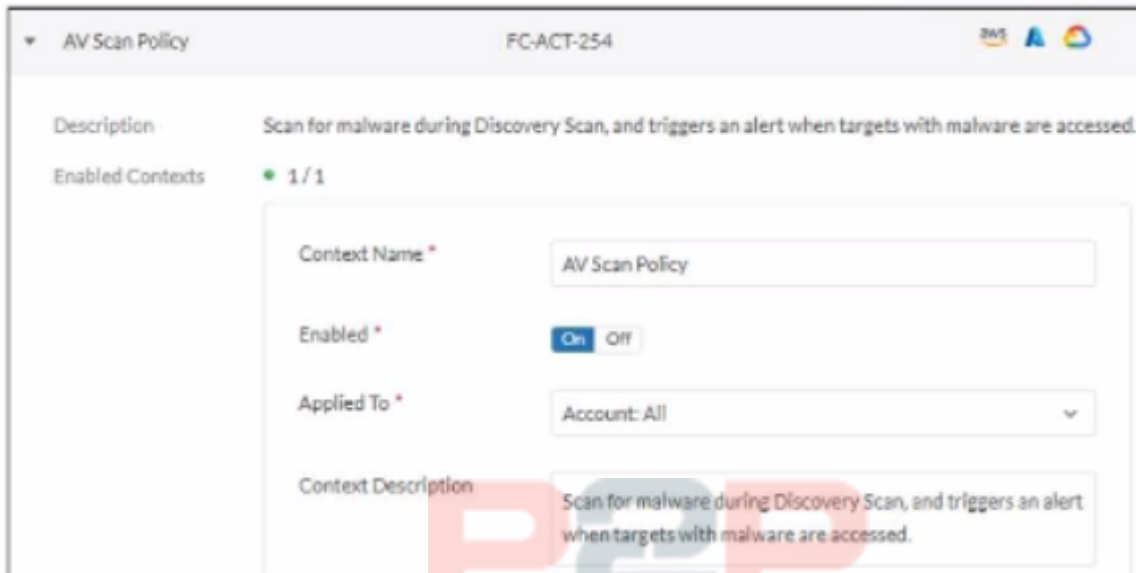 AV Scan Policy FC-ACT-254 aws
Description Scan for malware during Discovery Scan, and triggers an alert when targets with malware are accessed.
Enabled Contexts 1 / 1
Context Name * AV Scan Policy
Enabled * On Off
Applied To * Account: All
Context Description Scan for malware during Discovery Scan, and triggers an alert
when targets with malware are accessed.
P2P